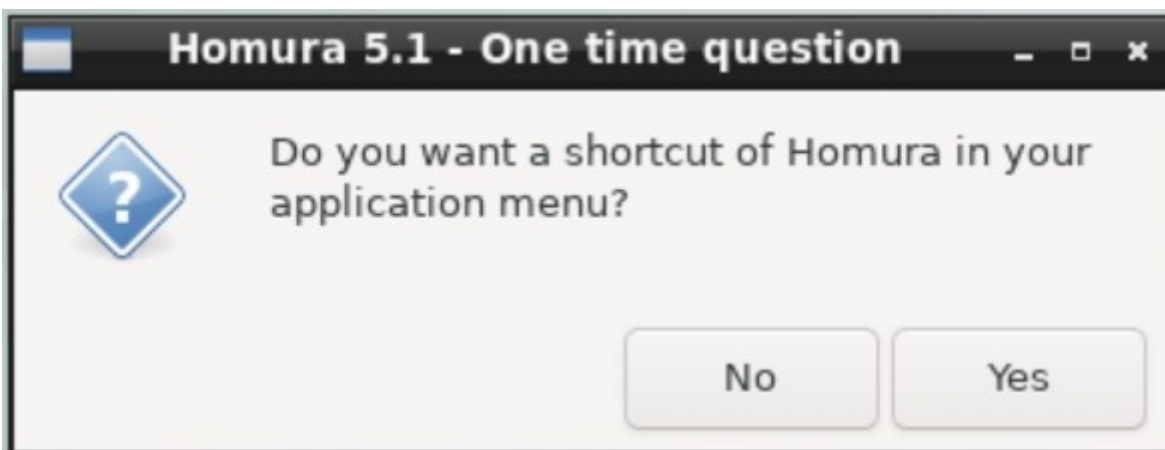 Homura 5.1 - One time question
?
Do you want a shortcut of Homura in your
application menu?
No
Yes